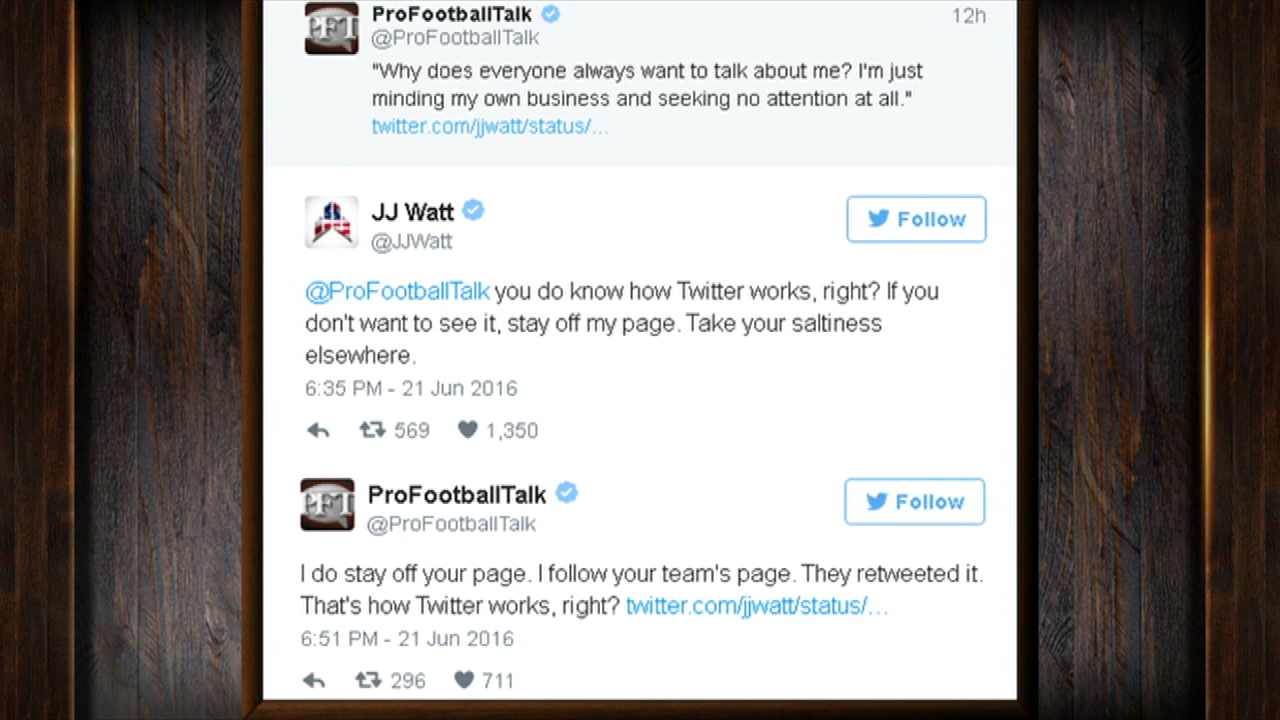 ProFootballTalk
12h
@ProFootballTalk
"Why does everyone always want to talk about me? I'm just
minding my own business and seeking no attention at all."
twitter.com/jjwatt/status/...
JJ Watt
Follow
@JJWatt
@ProFootballTalk you do know how Twitter works, right? If you
don't want to see it, stay off my page. Take your saltiness
elsewhere.
6:35 PM - 21 Jun 2016
569 1,350
PFT
ProFootballTalk
Follow
@ProFootballTalk
I do stay off your page. I follow your team's page. They retweeted it.
That's how Twitter works, right? twitter.com/jjwatt/status/...
6:51 PM - 21 Jun 2016
296 711